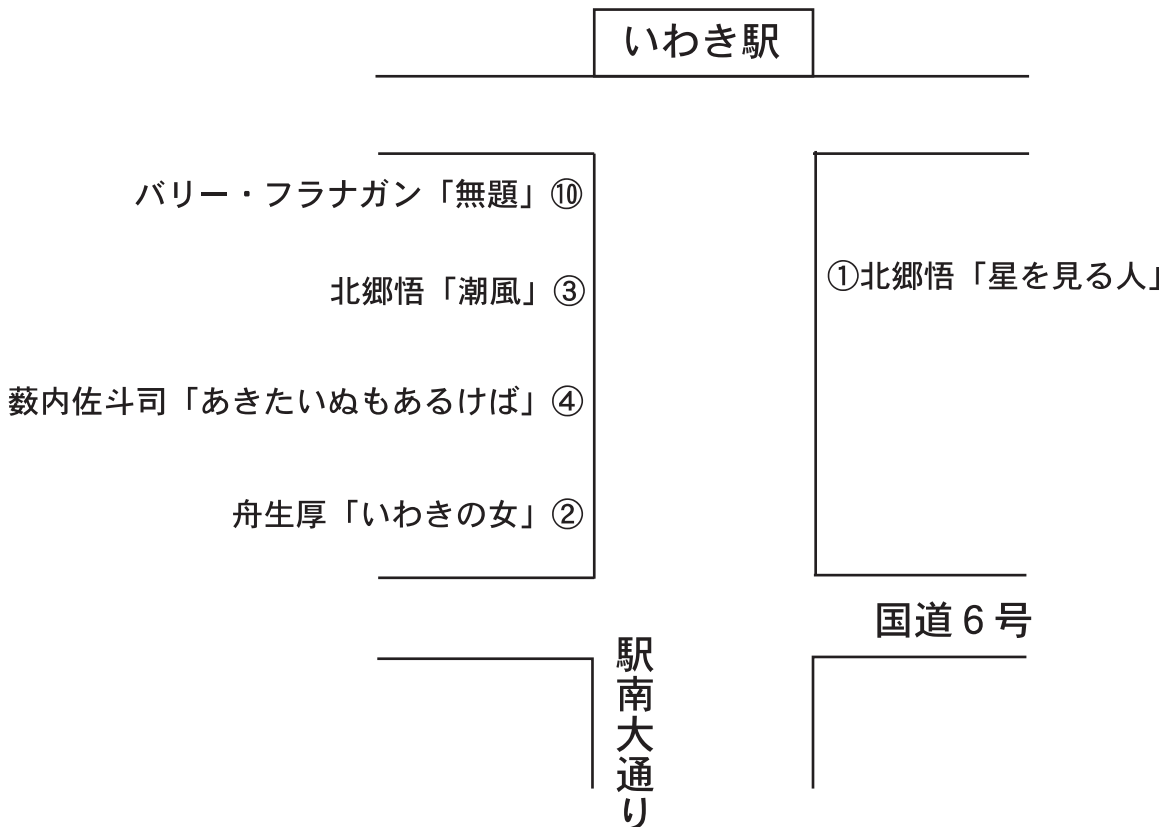 いわき駅
バリー・フラナガン「無題」⑩
北郷悟「潮風」③
①北郷悟「星を見る人」
薮内佐斗司「あきたいぬもあるけば」④
舟生厚「いわきの女」②
国道6号
駅南大通り